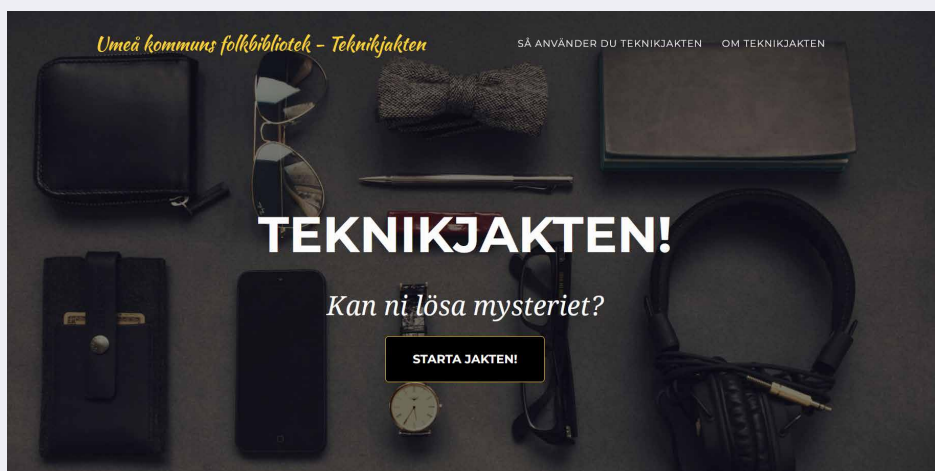 Umeå kommuns folkbibliotek – Teknikjakten
SÅ ANVÄNDER DU TEKNIKJAKTEN
OM TEKNIKJAKTEN
TEKNIKJAKTEN!
Kan ni lösa mysteriet?
STARTA JAKTEN!